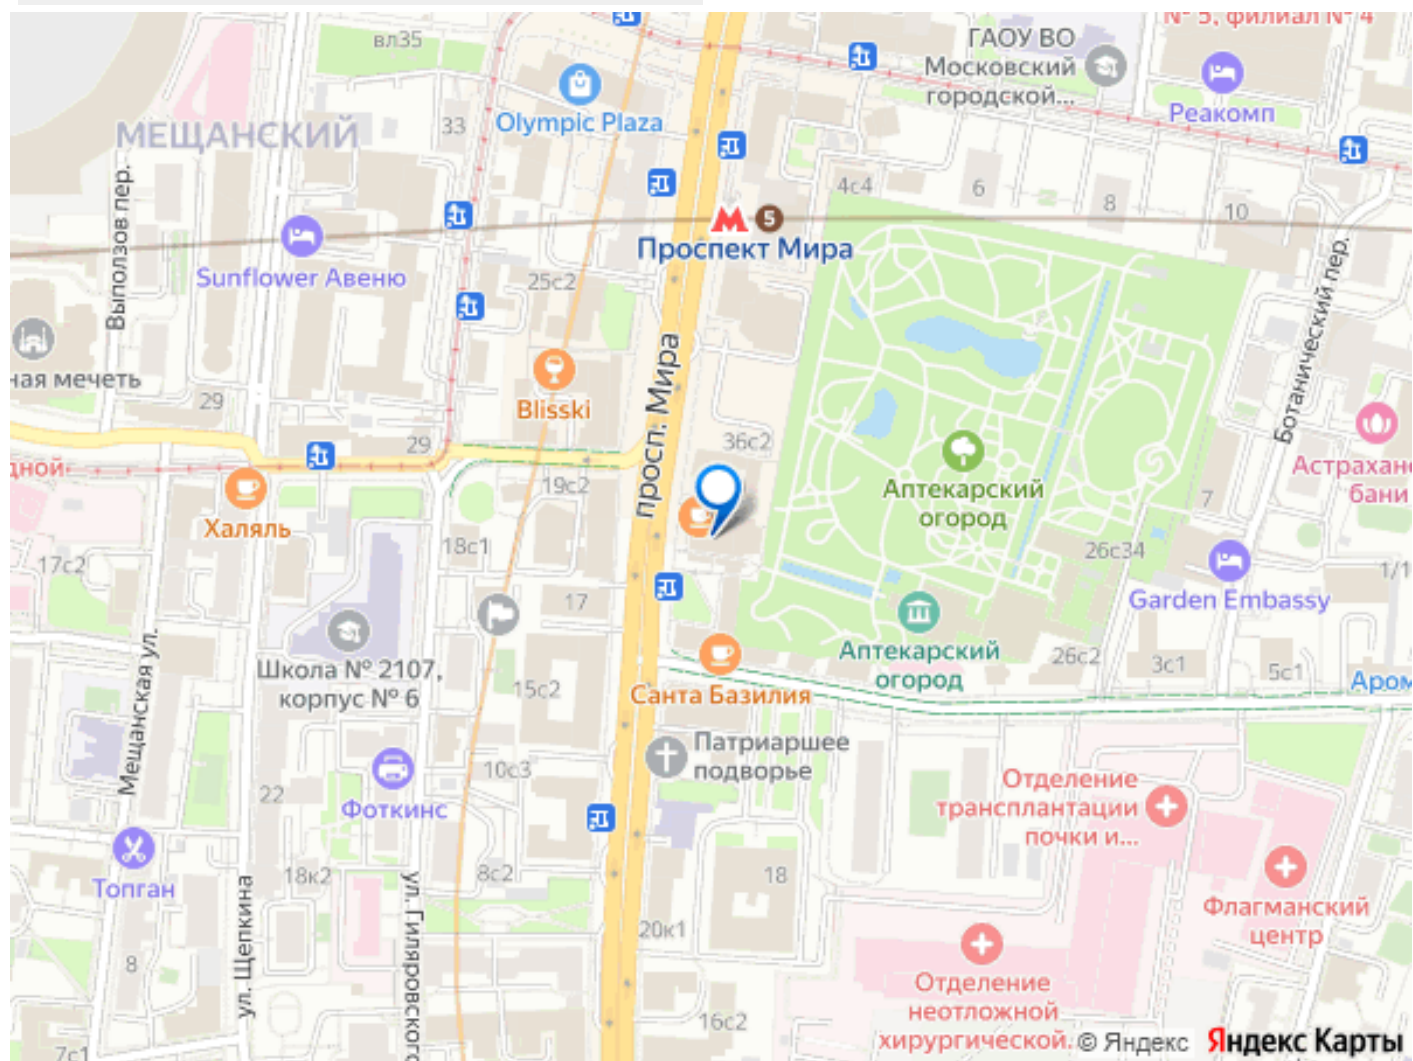 № 5, филиал № 4
вл35
ГАОУ ВО
Московский
городской...
Реакомп
Olympic Plaza
МЕЩАНСКИЙ
33
4с4
6
8
10
Выползов пер.
5
Проспект Мира
Sunflower Авеню
25с2
Ботанический пер.
просп. Мира
ная мечеть
Blisski
29
29
36с2
дной
Халяль
19с2
Аптекарский
огород
Астрахано
бани
7
18с1
17с2
26с34
1/1
17
Garden Embassy
Школа № 2107,
корпус № 6
Аптекарский
огород
26с2
3с1
5с1
Аром
15с2
Санта Базилия
Мещанская ул.
Патриаршее
подворье
10с3
Отделение
трансплантации
почки и...
22
Фоткинс
Топган
18к2
8с2
18
ул. Щепкина
ул. Гиляровского
Флагманский
центр
20к1
8
Отделение
неотложной
хирургической.
16с2
7с1
© Яндекс Яндекс Карты